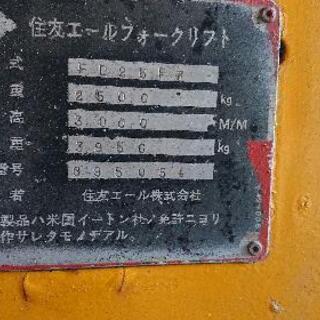 住友エールフォークリフト
式
重 2500 kg
高 3000 M/M
重 3950 kg
番号
者 住友エール株式会社
製品ハ米国イートン社ノ免許ニヨリ
作サレタモノデアル。